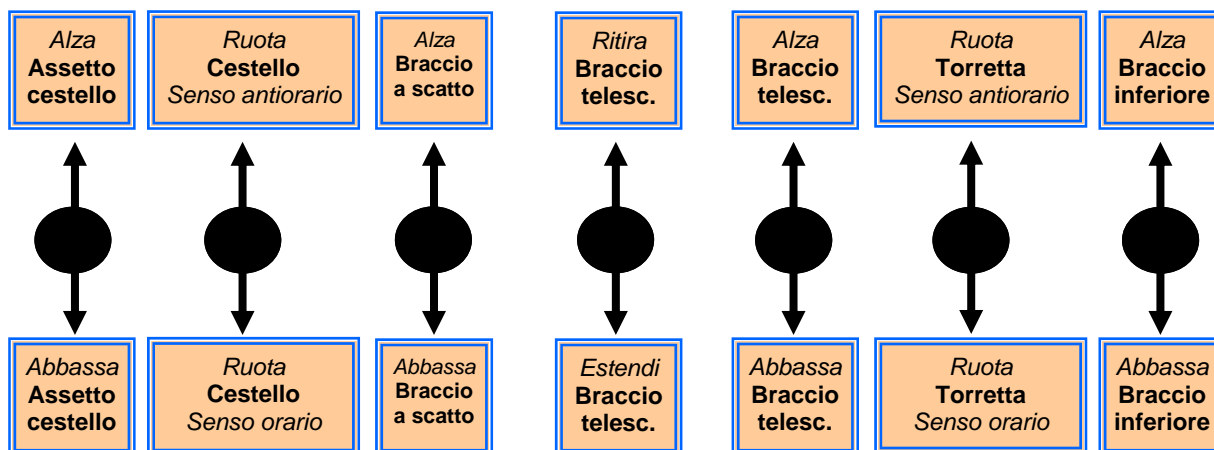 Alza
Assetto
cestello
Ruota
Cestello
Senso antiorario
Alza
Braccio
a scatto
Ritira
Braccio
telesc.
Alza
Braccio
telesc.
Ruota
Torretta
Senso antiorario
Alza
Braccio
inferiore
Abbassa
Assetto
cestello
Ruota
Cestello
Senso orario
Abbassa
Braccio
a scatto
Estendi
Braccio
telesc.
Abbassa
Braccio
telesc.
Ruota
Torretta
Senso orario
Abbassa
Braccio
inferiore